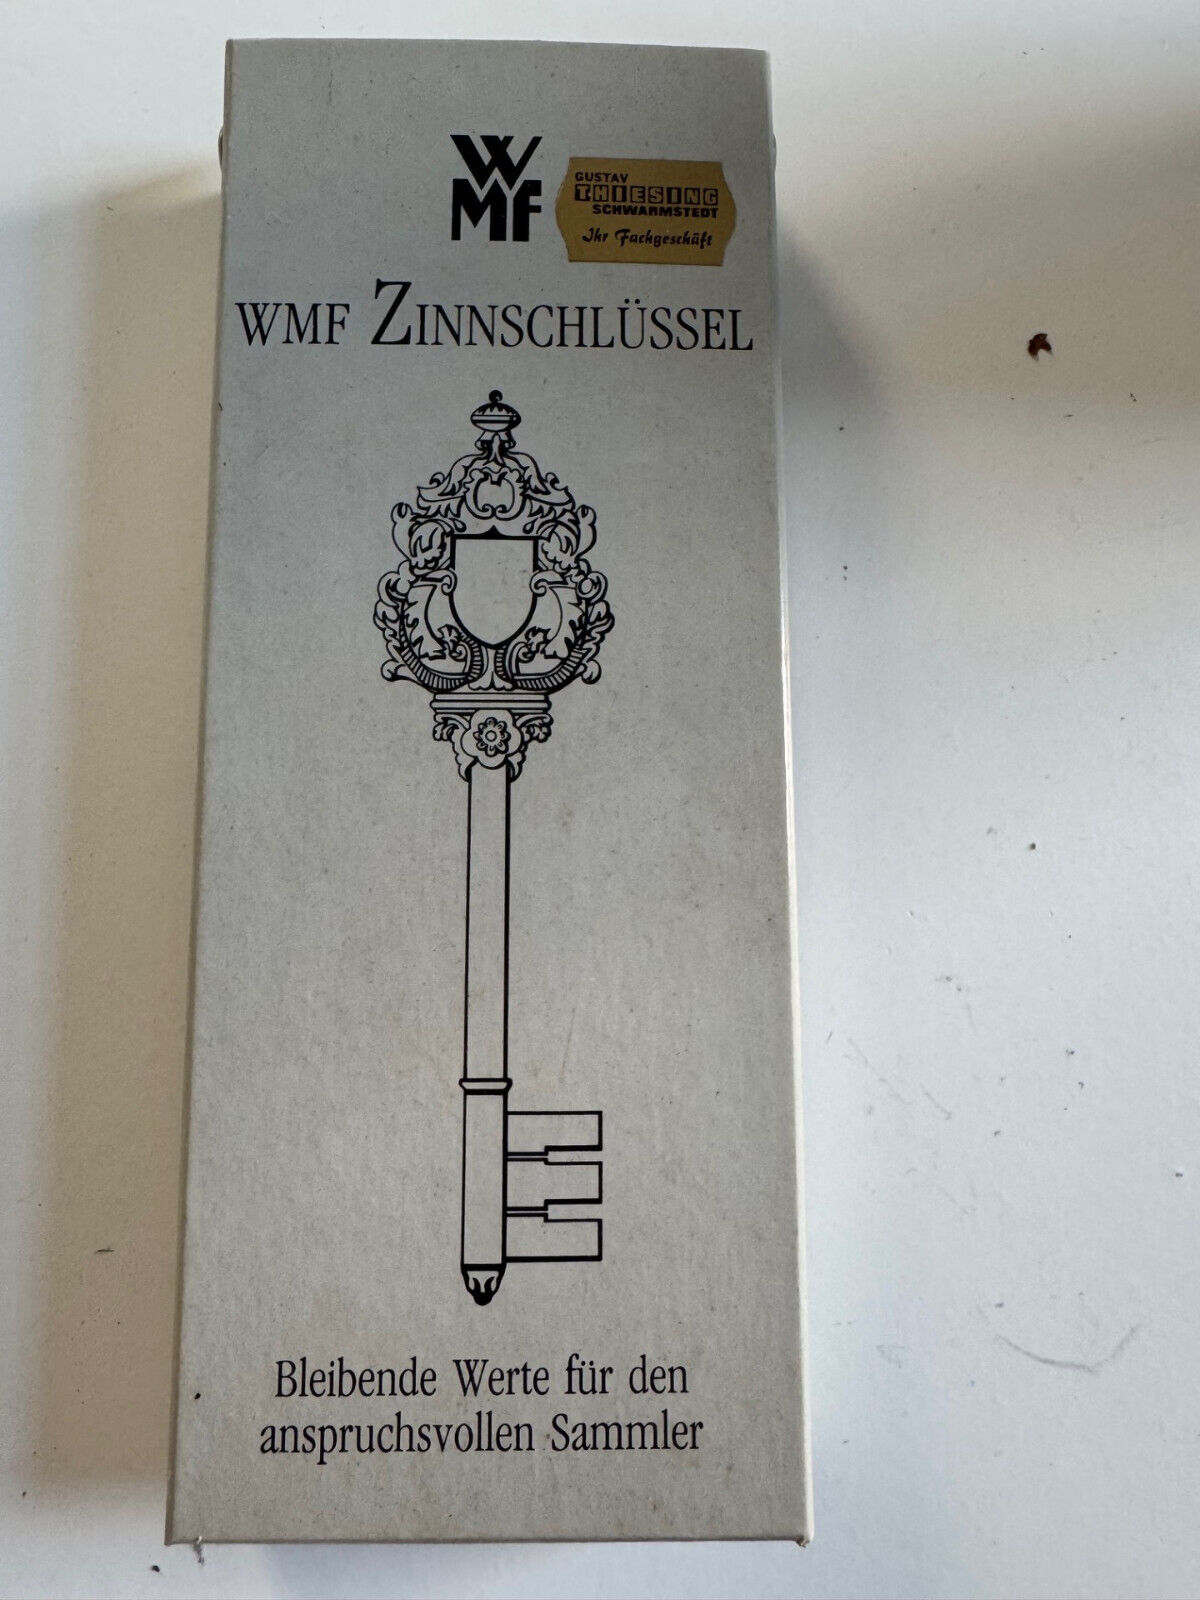 WMF
GUSTAV
THIESING
SCHWARMSTEDT
Ihr Fachgeschäft
WMF ZINNSCHLÜSSEL
Bleibende Werte für den
anspruchsvollen Sammler